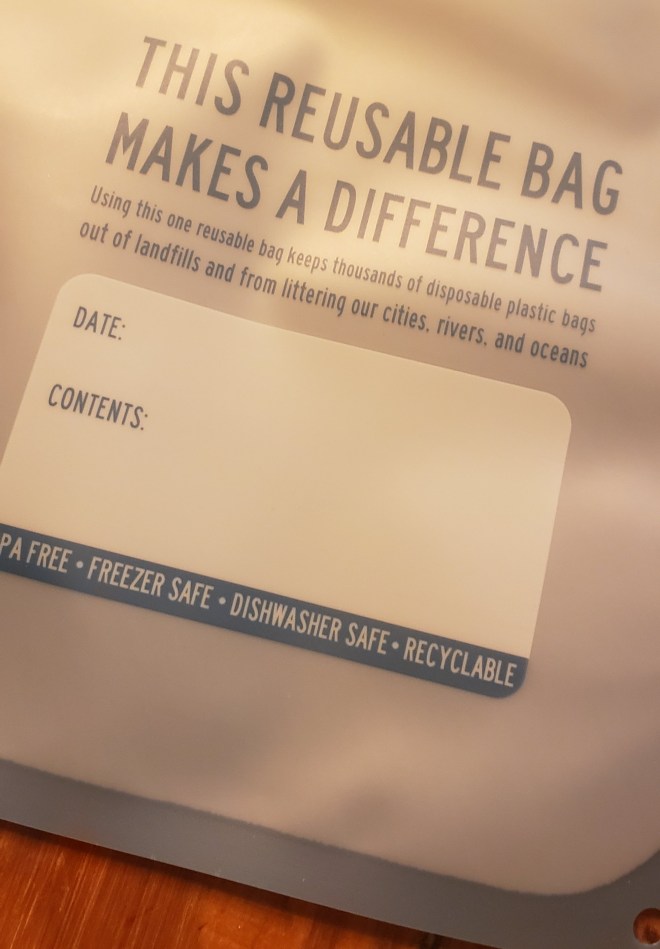 THIS REUSABLE BAG
MAKES A DIFFERENCE
Using this one reusable bag keeps thousands of disposable plastic bags
out of landfills and from littering our cities, rivers, and oceans
DATE:
CONTENTS:
PA FREE • FREEZER SAFE • DISHWASHER SAFE • RECYCLABLE